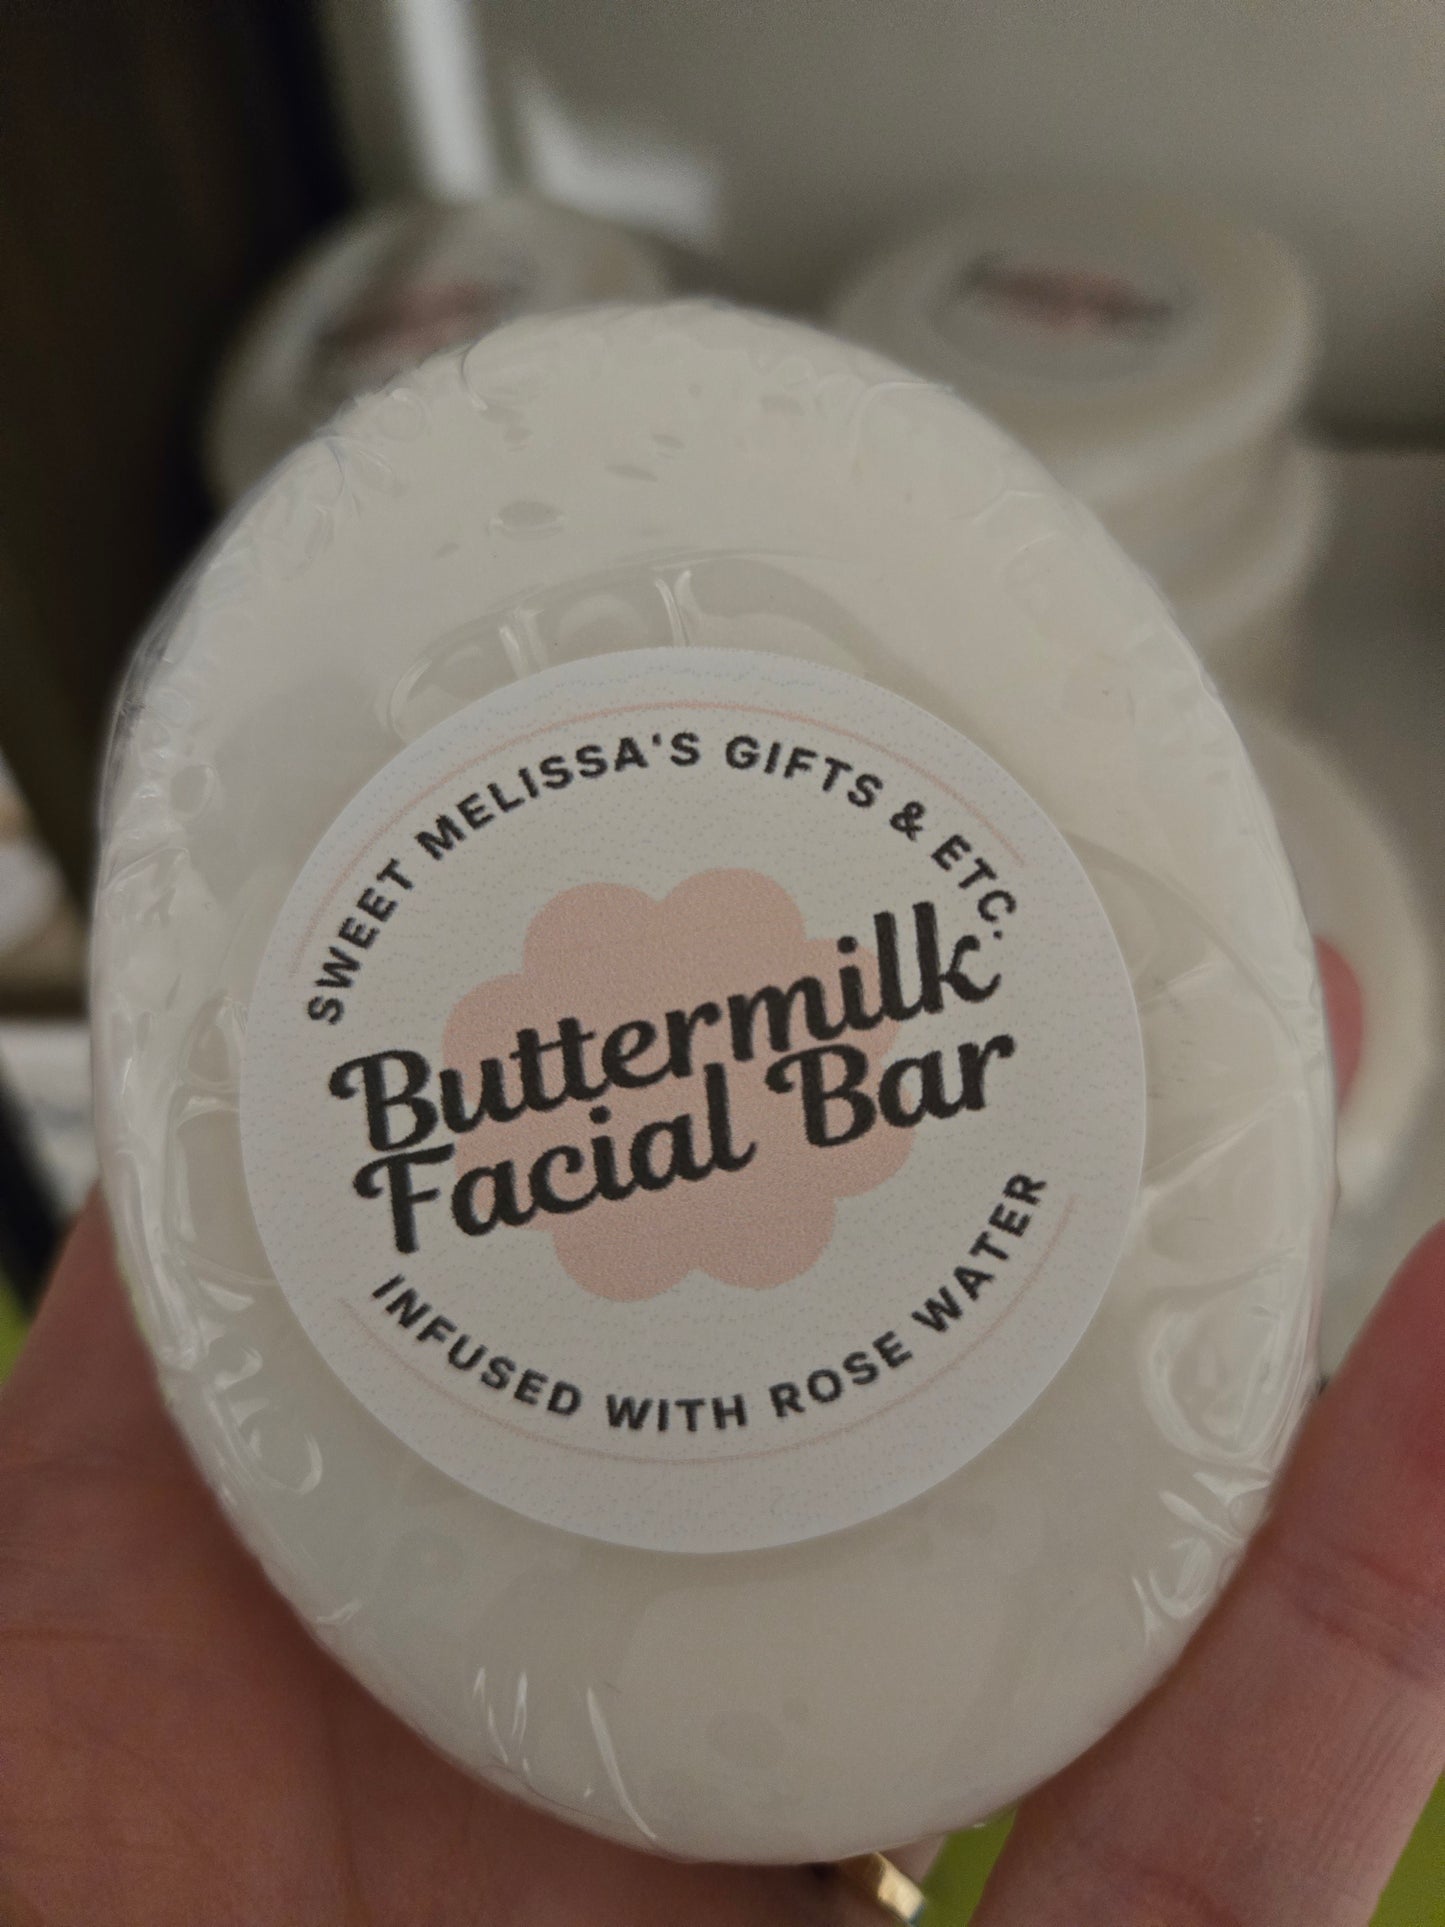 SWEET MELISSA'S GIFTS & ETC.
Buttermilk
Facial Bar
INFUSED WITH ROSE WATER